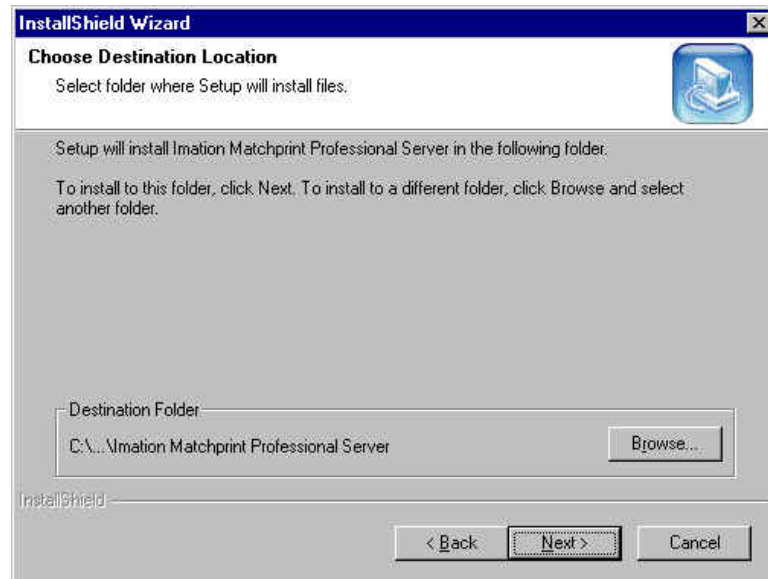 InstallShield Wizard
Choose Destination Location
Select folder where Setup will install files.
Setup will install Imation Matchprint Professional Server in the following folder.
To install to this folder, click Next. To install to a different folder, click Browse and select
another folder.
Destination Folder
C:\...\Imation Matchprint Professional Server
Browse...
InstallShield
< Back
Next >
Cancel